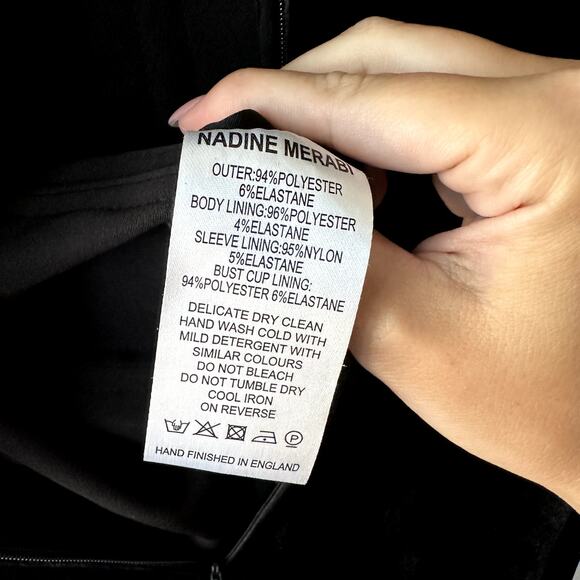 NADINE MERABI
OUTER:94%POLYESTER
6%ELASTANE
BODY LINING:96%POLYESTER
4%ELASTANE
SLEEVE LINING:95%NYLON
5%ELASTANE
BUST CUP LINING:
94%POLYESTER 6%ELASTANE
DELICATE DRY CLEAN
HAND WASH COLD WITH
MILD DETERGENT WITH
SIMILAR COLOURS
DO NOT BLEACH
DO NOT TUMBLE DRY
COOL IRON
ON REVERSE
P
HAND FINISHED IN ENGLAND